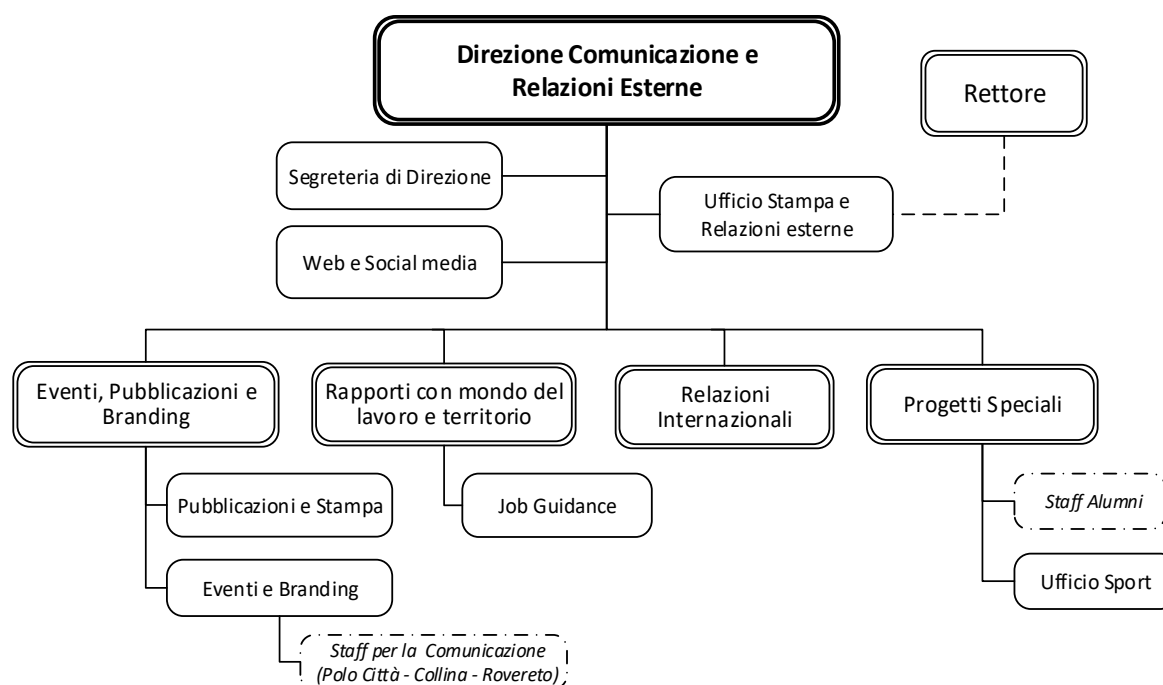 Direzione Comunicazione e
Relazioni Esterne
Rettore
Segreteria di Direzione
Ufficio Stampa e
Relazioni esterne
Web e Social media
Eventi, Pubblicazioni e
Branding
Rapporti con mondo del
lavoro e territorio
Relazioni
Internazionali
Progetti Speciali
Pubblicazioni e Stampa
Job Guidance
Staff Alumni
Eventi e Branding
Ufficio Sport
Staff per la Comunicazione
(Polo Città - Collina - Rovereto)